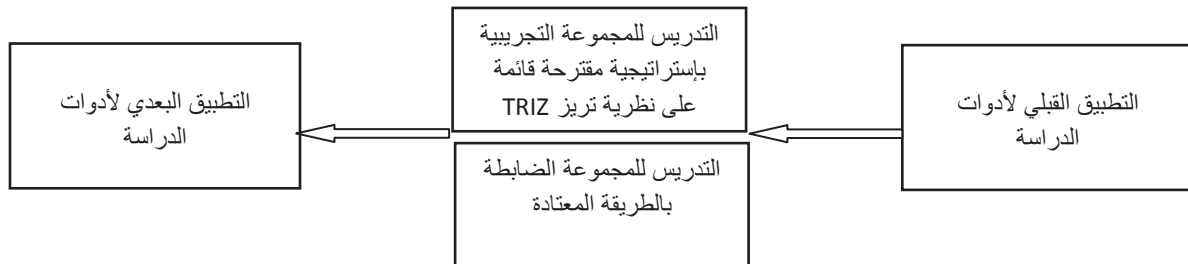 التطبيق القبلي لأدوات
الدراسة
التدريس للمجموعة التجريبية
بإستراتيجية مقترحة قائمة
على نظرية تريز TRIZ
التدريس للمجموعة الضابطة
بالطريقة المعتادة
التطبيق البعدي لأدوات
الدراسة